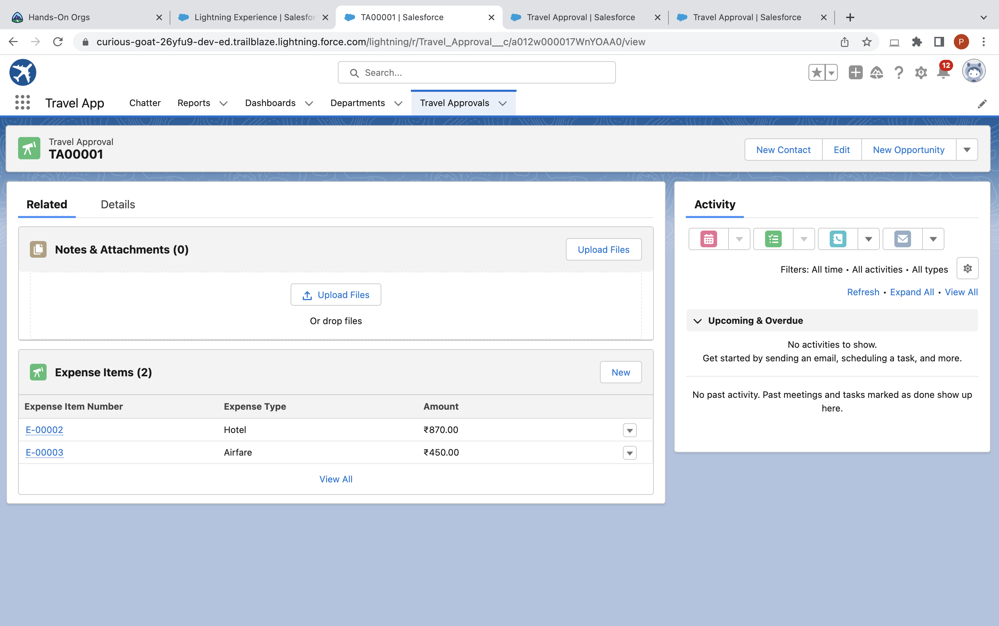 Hands-On Orgs
Lightning Experience | Salesfor
TA00001 | Salesforce
Travel Approval | Salesforce
Travel Approval | Salesforce
curious-goat-26yfu9-dev-ed.trailblaze.lightning.force.com/lightning/r/Travel_Approval__c/a012w000017WnYOAA0/view
P
Search...
12
Travel App
Chatter
Reports
Dashboards
Departments
Travel Approvals
Travel Approval
TA00001
New Contact
Edit
New Opportunity
Related
Details
Notes & Attachments (0)
Upload Files
Upload Files
Or drop files
Expense Items (2)
New
Expense Item Number Expense Type Amount
E-00002 Hotel ₹870.00
E-00003 Airfare ₹450.00
View All
Activity
Filters: All time • All activities • All types
Refresh • Expand All • View All
Upcoming & Overdue
No activities to show.
Get started by sending an email, scheduling a task, and more.
No past activity. Past meetings and tasks marked as done show up
here.